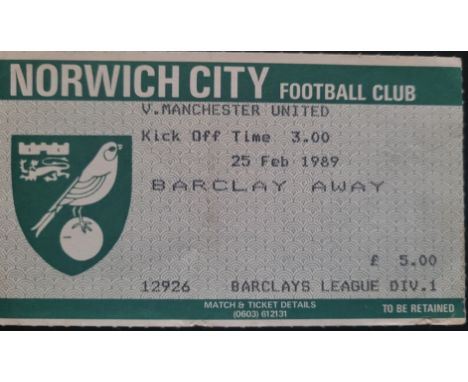 NORWICH CITY FOOTBALL CLUB
V.MANCHESTER UNITED
Kick Off Time 3.00
25 Feb 1989
BARCLAY AWAY
£ 5.00
12926 BARCLAYS LEAGUE DIV.1
MATCH & TICKET DETAILS
(0603) 612131
TO BE RETAINED